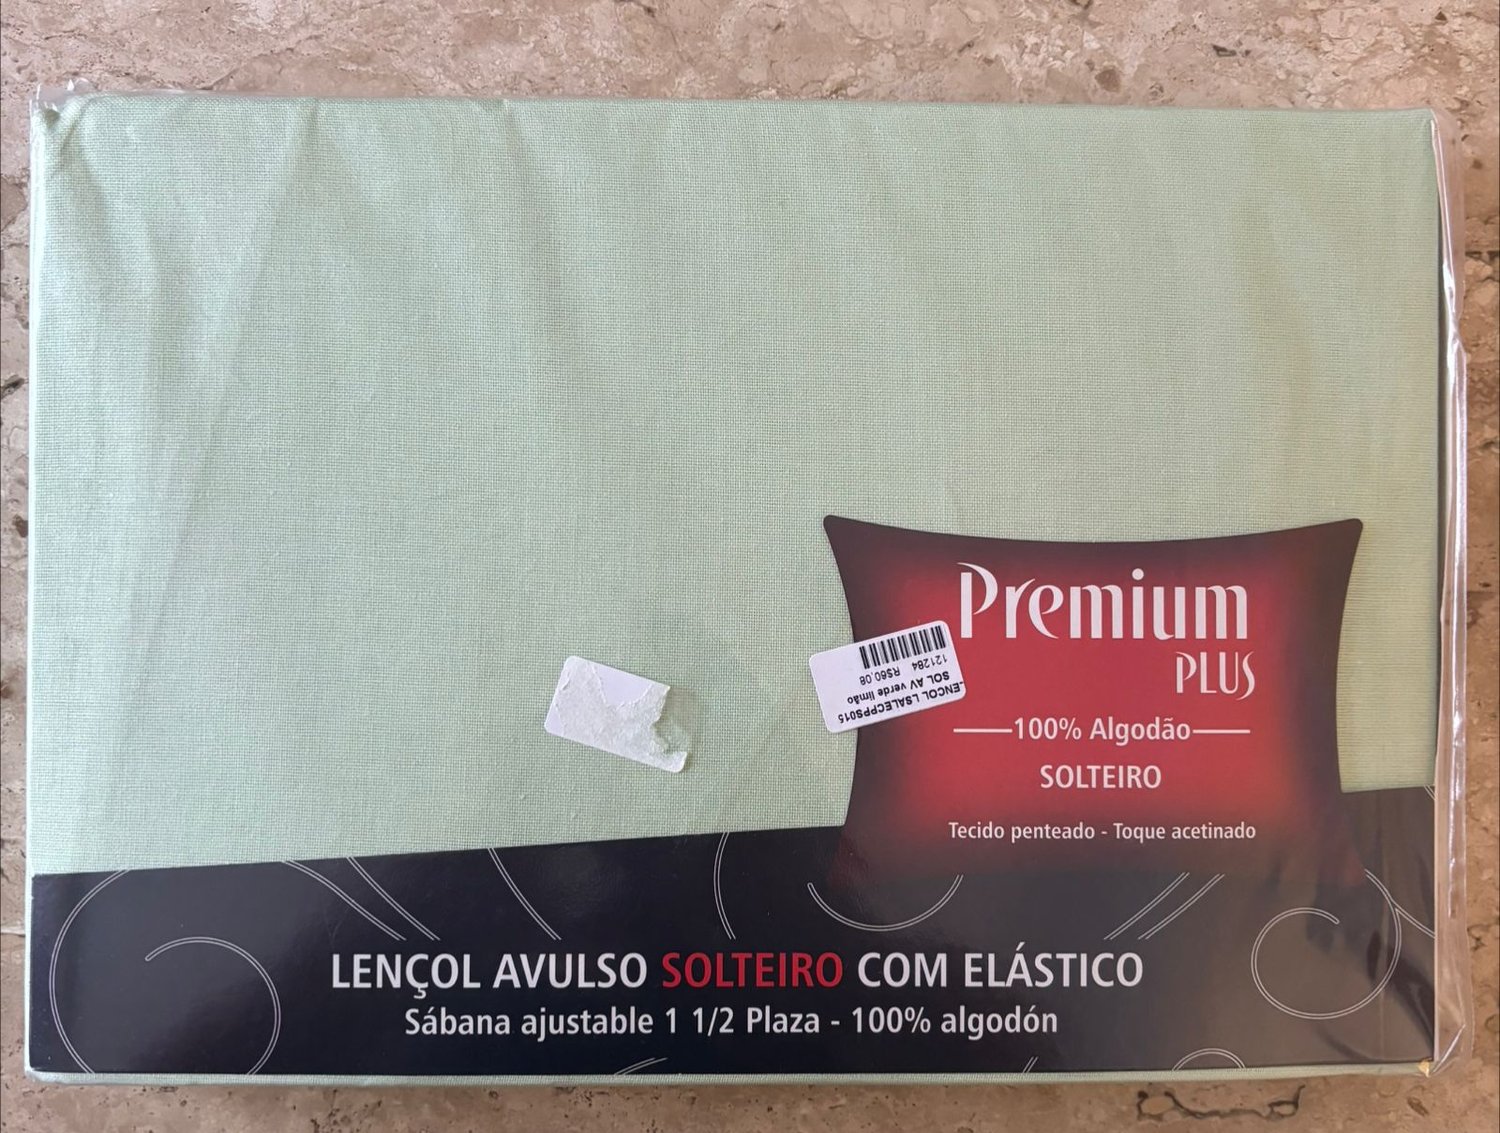 Premium
PLUS
100% Algodão
SOLTEIRO
Tecido penteado - Toque acetinado
LENCOL LSALECPPS015
SOL AV verde limão
121284 R$60,08
LENÇOL AVULSO SOLTEIRO COM ELÁSTICO
Sábana ajustable 1 1/2 Plaza - 100% algodón